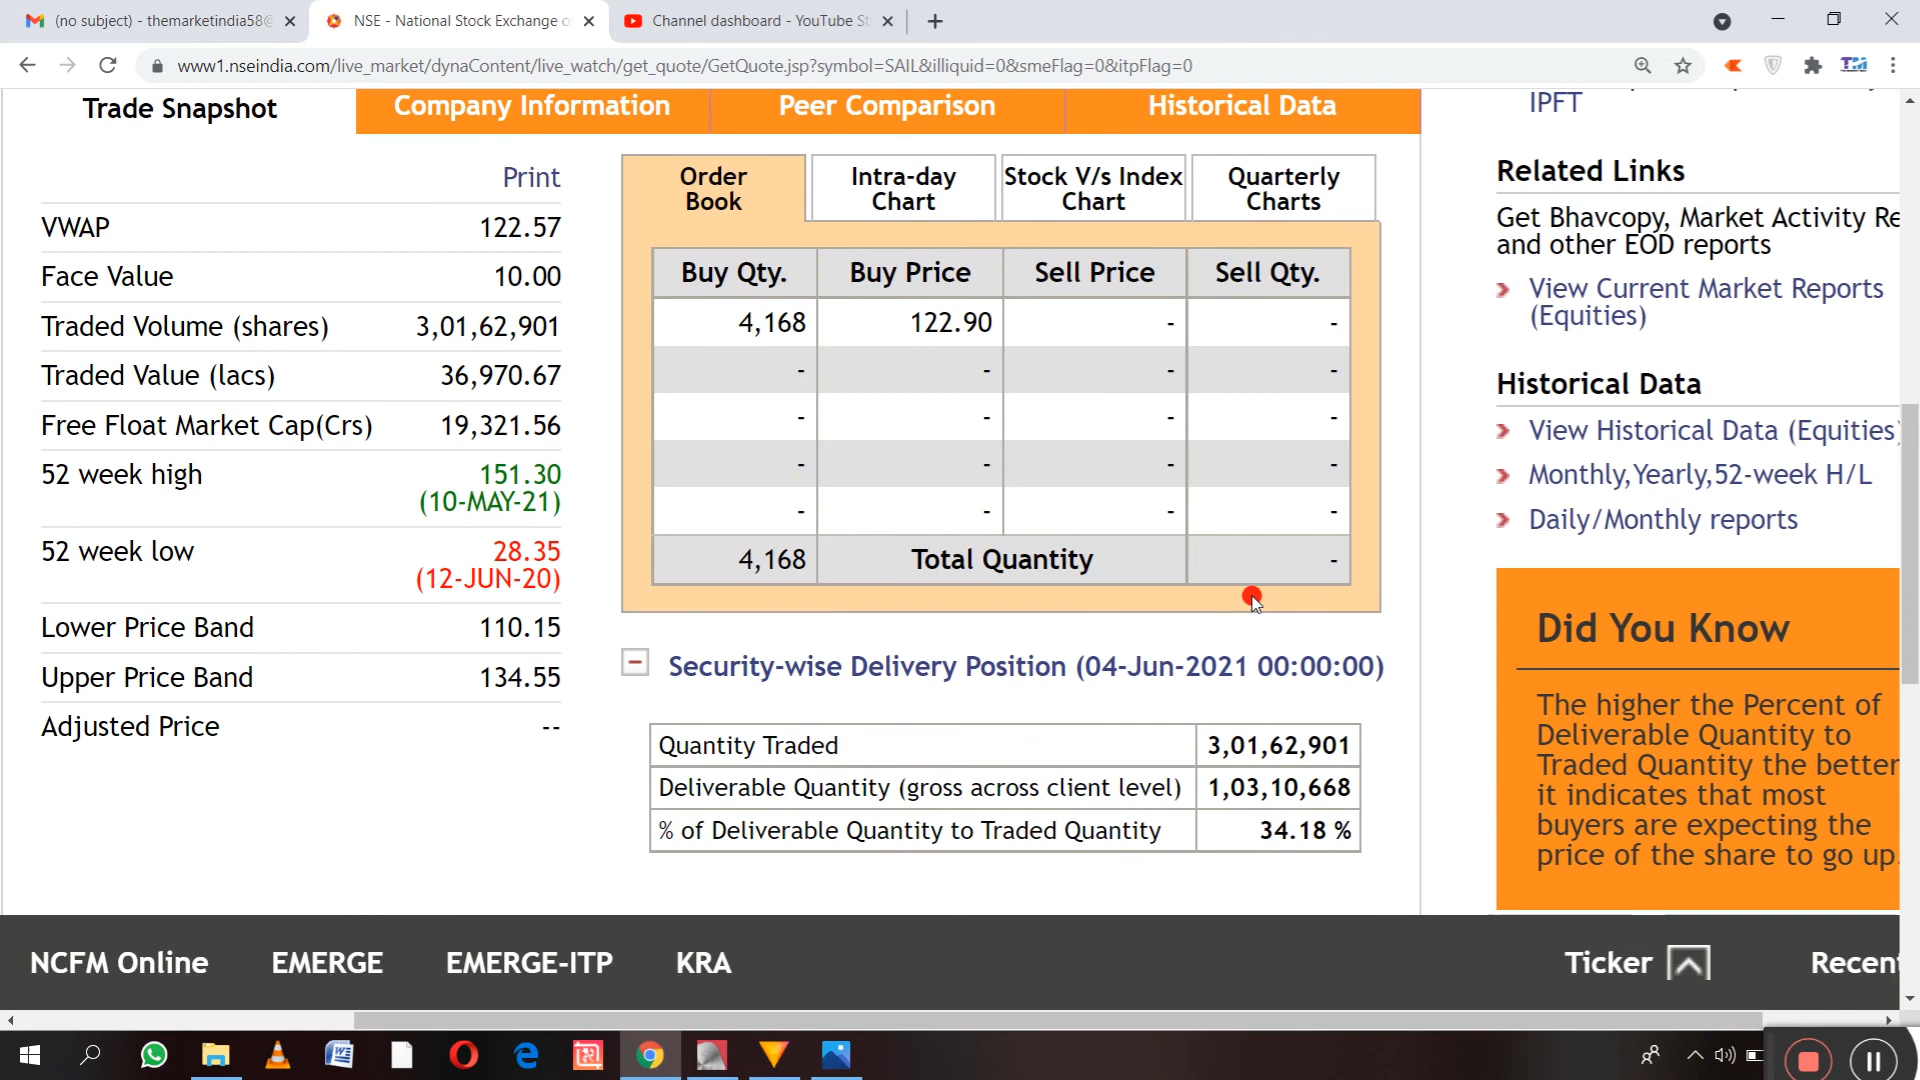 (no subject) - themarketindia58@
NSE - National Stock Exchange o
Channel dashboard - YouTube St
www1.nseindia.com/live_market/dynaContent/live_watch/get_quote/GetQuote.jsp?symbol=SAIL&illiquid=0&smeFlag=0&itpFlag=0
Trade Snapshot
Company Information
Peer Comparison
Historical Data
Print
VWAP 122.57
Face Value 10.00
Traded Volume (shares) 3,01,62,901
Traded Value (lacs) 36,970.67
Free Float Market Cap(Crs) 19,321.56
52 week high 151.30
(10-MAY-21)
52 week low 28.35
(12-JUN-20)
Lower Price Band 110.15
Upper Price Band 134.55
Adjusted Price --
Order
Book
Intra-day
Chart
Stock V/s Index
Chart
Quarterly
Charts
Buy Qty. Buy Price Sell Price Sell Qty.
4,168 122.90 - -
- - - -
- - - -
- - - -
- - - -
4,168 Total Quantity -
Security-wise Delivery Position (04-Jun-2021 00:00:00)
Quantity Traded 3,01,62,901
Deliverable Quantity (gross across client level) 1,03,10,668
% of Deliverable Quantity to Traded Quantity 34.18 %
IPFT
Related Links
Get Bhavcopy, Market Activity Re
and other EOD reports
View Current Market Reports
(Equities)
Historical Data
View Historical Data (Equities)
Monthly,Yearly,52-week H/L
Daily/Monthly reports
Did You Know
The higher the Percent of
Deliverable Quantity to
Traded Quantity the better
it indicates that most
buyers are expecting the
price of the share to go up.
NCFM Online
EMERGE
EMERGE-ITP
KRA
Ticker
Recent